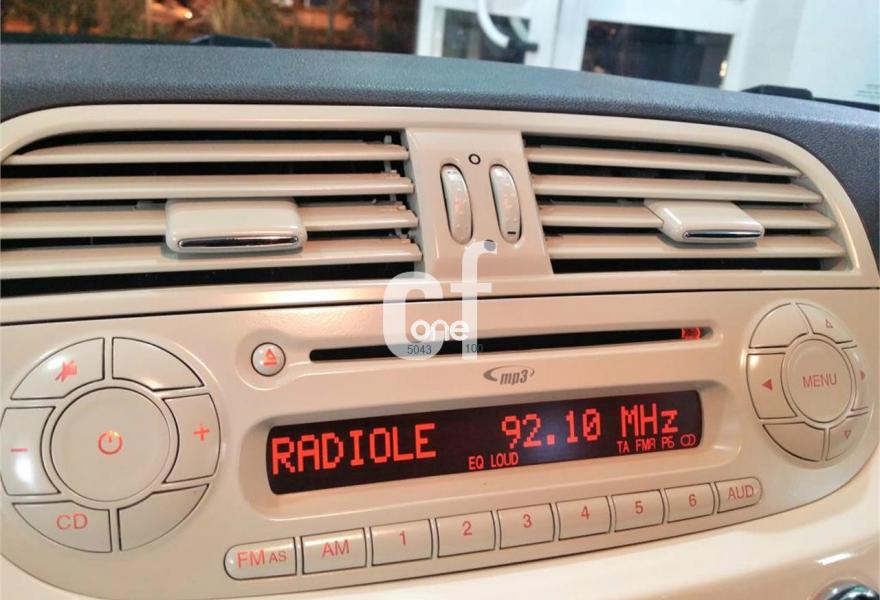 cf
one
5043 100
mp3
MENU
RADIOLE 92.10 MHz
EQ LOUD TA FMR P6
CD
FM AS AM 1 2 3 4 5 6 AUD